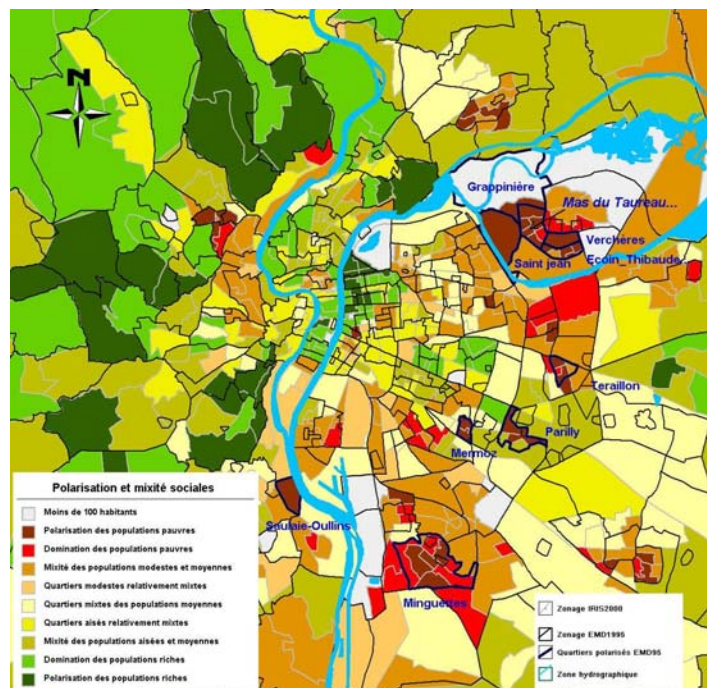 N
Grappinière
Mas du Taureau...
Verchères
Saint jean
Ecoin_Thibaude
Teraillon
Parilly
Mermoz
Saulaie-Oullins
Minguettes
Polarisation et mixité sociales
Moins de 100 habitants
Polarisation des populations pauvres
Domination des populations pauvres
Mixité des populations modestes et moyennes
Quartiers modestes relativement mixtes
Quartiers mixtes des populations moyennes
Quartiers aisés relativement mixtes
Mixité des populations aisées et moyennes
Domination des populations riches
Polarisation des populations riches
Zonage IRIS2000
Zonage EMD1995
Quartiers polarisés EMD95
Zone hydrographique